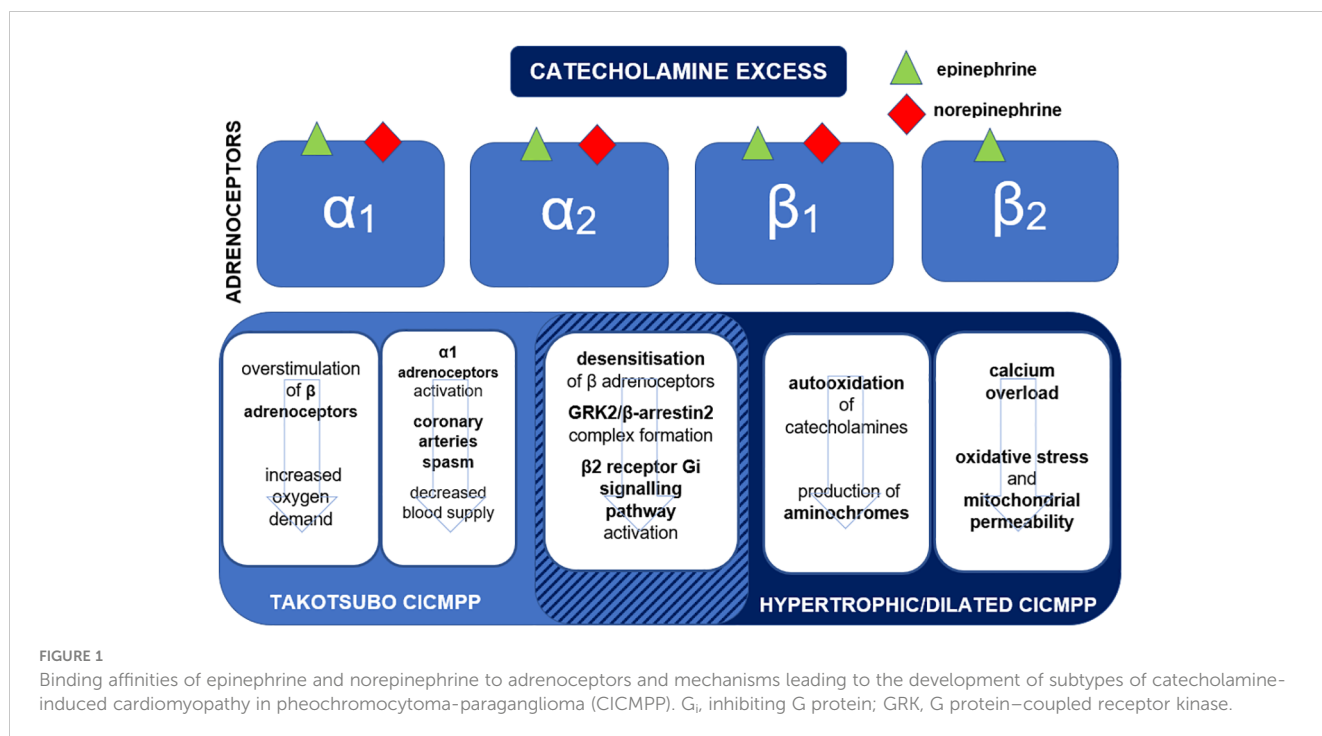 CATECHOLAMINE EXCESS
epinephrine
norepinephrine
ADRENOCEPTORS
α1
α2
β1
β2
overstimulation
of β
adrenoceptors
increased
oxygen
demand
α1
adrenoceptors
activation
coronary
arteries
spasm
decreased
blood supply
desensitisation
of β adrenoceptors
GRK2/β-arrestin2
complex formation
β2 receptor Gi
signalling
pathway
activation
autooxidation
of
catecholamines
production of
aminochromes
calcium
overload
oxidative stress
and
mitochondrial
permeability
TAKOTSUBO CICMPP
HYPERTROPHIC/DILATED CICMPP
FIGURE 1
Binding affinities of epinephrine and norepinephrine to adrenoceptors and mechanisms leading to the development of subtypes of catecholamine-
induced cardiomyopathy in pheochromocytoma-paraganglioma (CICMPP). Gi, inhibiting G protein; GRK, G protein–coupled receptor kinase.